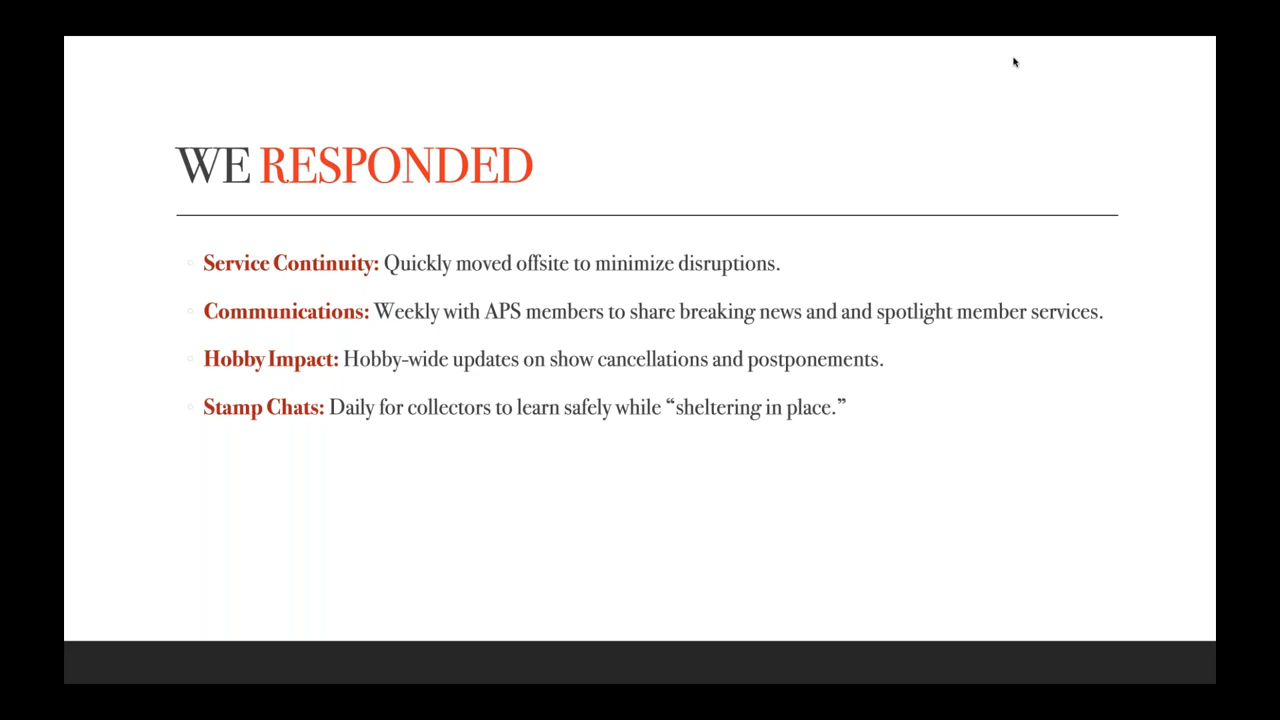 WE RESPONDED
Service Continuity: Quickly moved offsite to minimize disruptions.
Communications: Weekly with APS members to share breaking news and and spotlight member services.
Hobby Impact: Hobby-wide updates on show cancellations and postponements.
Stamp Chats: Daily for collectors to learn safely while “sheltering in place.”